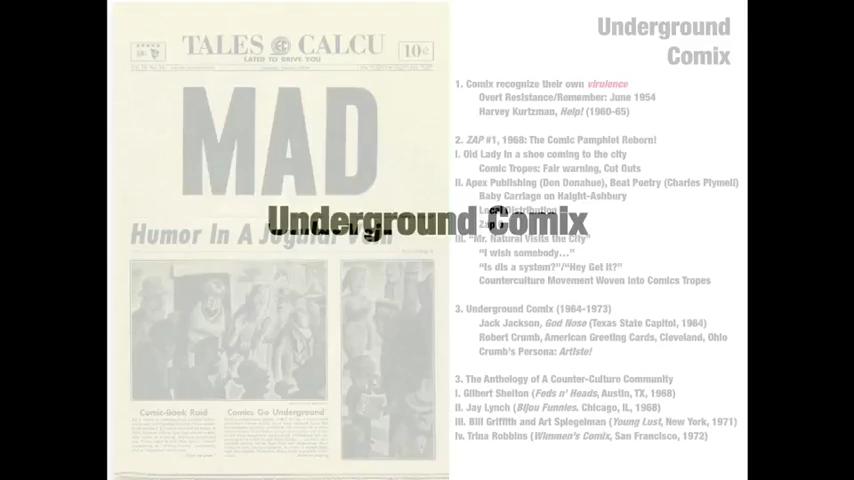 TALES CALCU
EC
LATED TO DRIVE YOU
10¢
MAD
Humor In A Jugular Vein
Comic-Book Raid
Comics Go Underground
Underground Comix
Underground
Comix
1. Comix recognize their own virulence
Overt Resistance/Remember: June 1954
Harvey Kurtzman, Help! (1960-65)
2. ZAP #1, 1968: The Comic Pamphlet Reborn!
I. Old Lady in a shoe coming to the city
Comic Tropes: Fair warning, Cut Outs
II. Apex Publishing (Don Donahue), Beat Poetry (Charles Plymell)
Baby Carriage on Haight-Ashbury
Local Distribution
Zap
III. “Mr. Natural Visits the City”
“I wish somebody…”
“Is dis a system?”/“Hey Get It?”
Counterculture Movement Woven into Comics Tropes
3. Underground Comix (1964-1973)
Jack Jackson, God Nose (Texas State Capitol, 1964)
Robert Crumb, American Greeting Cards, Cleveland, Ohio
Crumb’s Persona: Artiste!
3. The Anthology of A Counter-Culture Community
I. Gilbert Shelton (Feds n’ Heads, Austin, TX, 1968)
II. Jay Lynch (Bijou Funnies. Chicago, IL, 1968)
III. Bill Griffith and Art Spiegelman (Young Lust, New York, 1971)
Iv. Trina Robbins (Wimmen’s Comix, San Francisco, 1972)